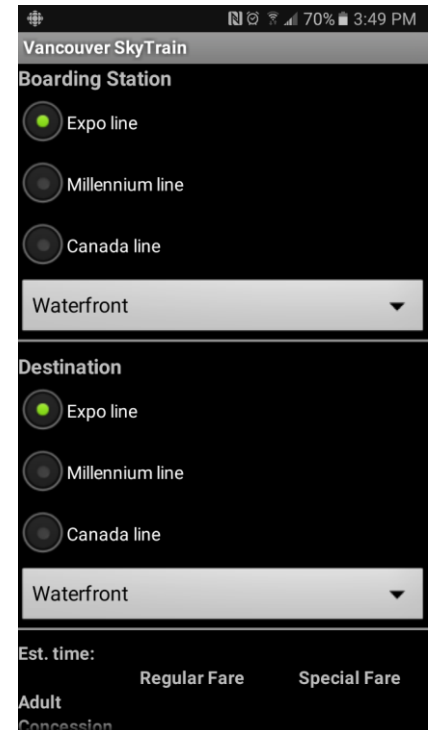 70% 3:49 PM
Vancouver SkyTrain
Boarding Station
Expo line
Millennium line
Canada line
Waterfront
Destination
Expo line
Millennium line
Canada line
Waterfront
Est. time:
Regular Fare Special Fare
Adult
Concession